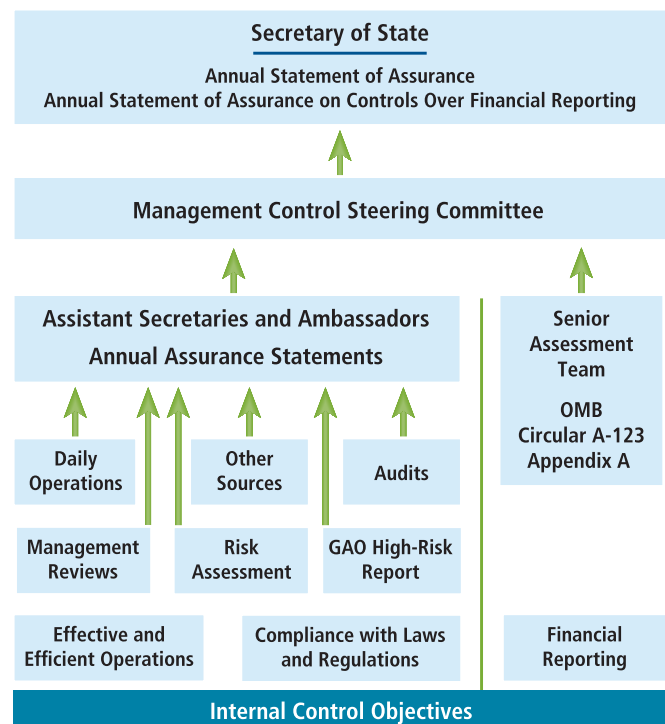 Secretary of State
Annual Statement of Assurance
Annual Statement of Assurance on Controls Over Financial Reporting
Management Control Steering Committee
Assistant Secretaries and Ambassadors
Annual Assurance Statements
Senior
Assessment
Team
OMB
Circular A-123
Appendix A
Daily
Operations
Other
Sources
Audits
Management
Reviews
Risk
Assessment
GAO High-Risk
Report
Effective and
Efficient Operations
Compliance with Laws
and Regulations
Financial
Reporting
Internal Control Objectives